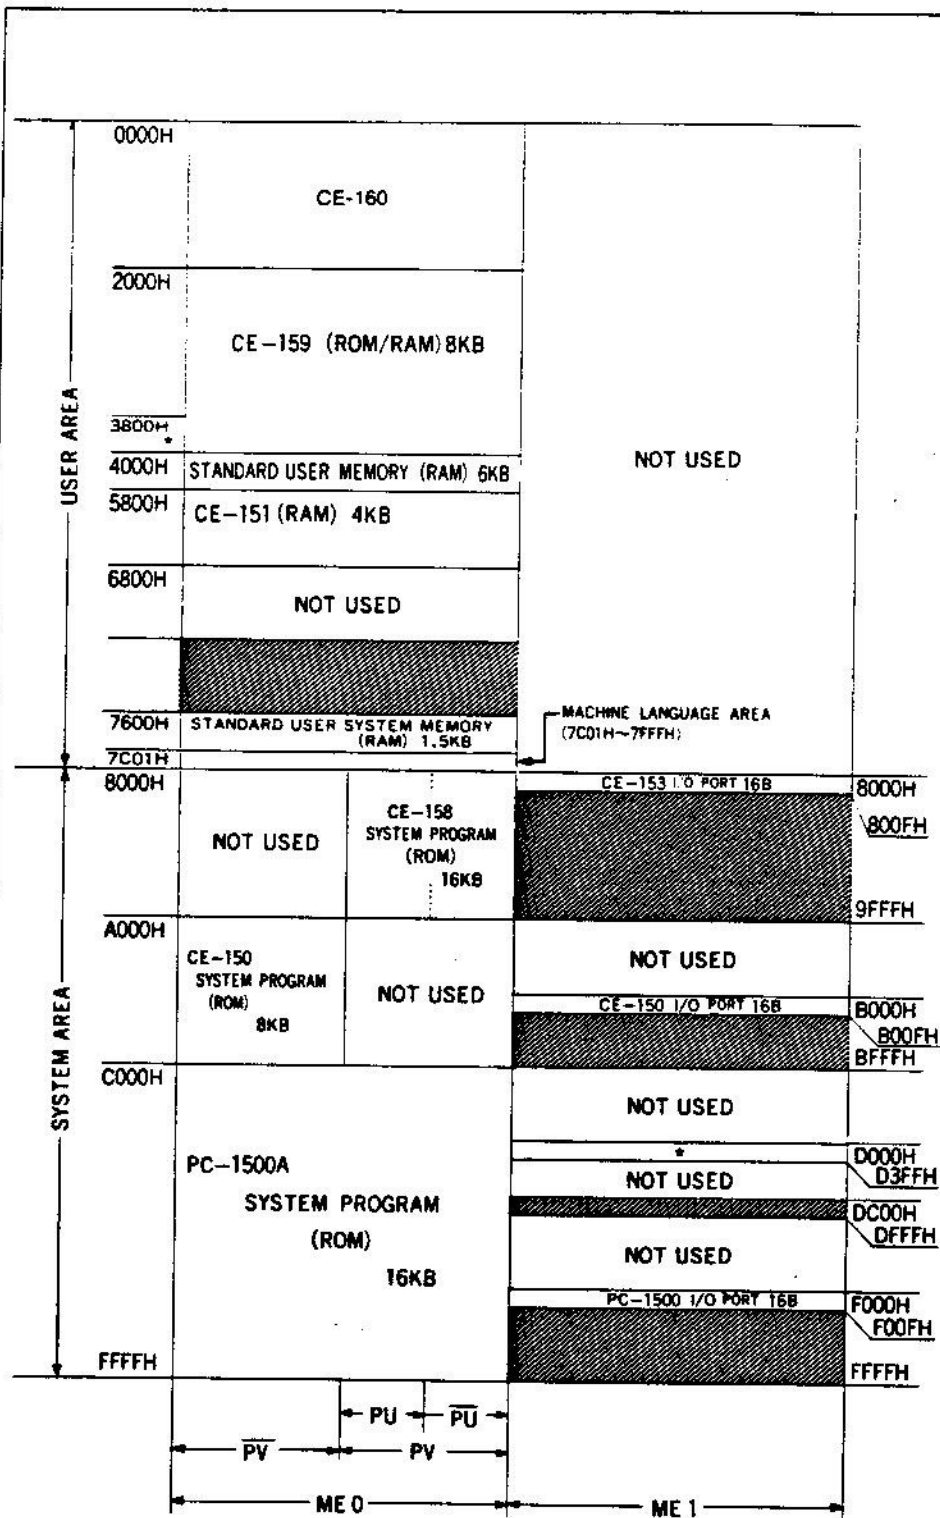 0000H
CE-160
2000H
CE-159 (ROM/RAM) 8KB
USER AREA
3800H
*
NOT USED
4000H
STANDARD USER MEMORY (RAM) 6KB
5800H
CE-151 (RAM) 4KB
6800H
NOT USED
7600H
STANDARD USER SYSTEM MEMORY
(RAM) 1.5KB
MACHINE LANGUAGE AREA
(7C01H~7FFFH)
7C01H
8000H
CE-153 I/O PORT 16B
8000H
800FH
NOT USED
CE-158
SYSTEM PROGRAM
(ROM)
16KB
9FFFH
A000H
CE-150
SYSTEM PROGRAM
(ROM)
8KB
NOT USED
NOT USED
CE-150 I/O PORT 16B
B000H
B00FH
BFFFH
SYSTEM AREA
C000H
NOT USED
PC-1500A
SYSTEM PROGRAM
(ROM)
16KB
*
D000H
D3FFH
NOT USED
DC00H
DFFFH
NOT USED
PC-1500 I/O PORT 16B
F000H
F00FH
FFFFH
FFFFH
PU
P̅U̅
P̅V̅
PV
ME 0
ME 1